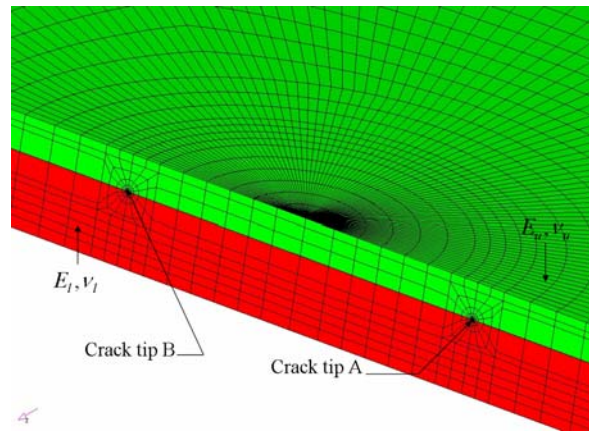 E_u, ν_u
E_l, ν_l
Crack tip B
Crack tip A